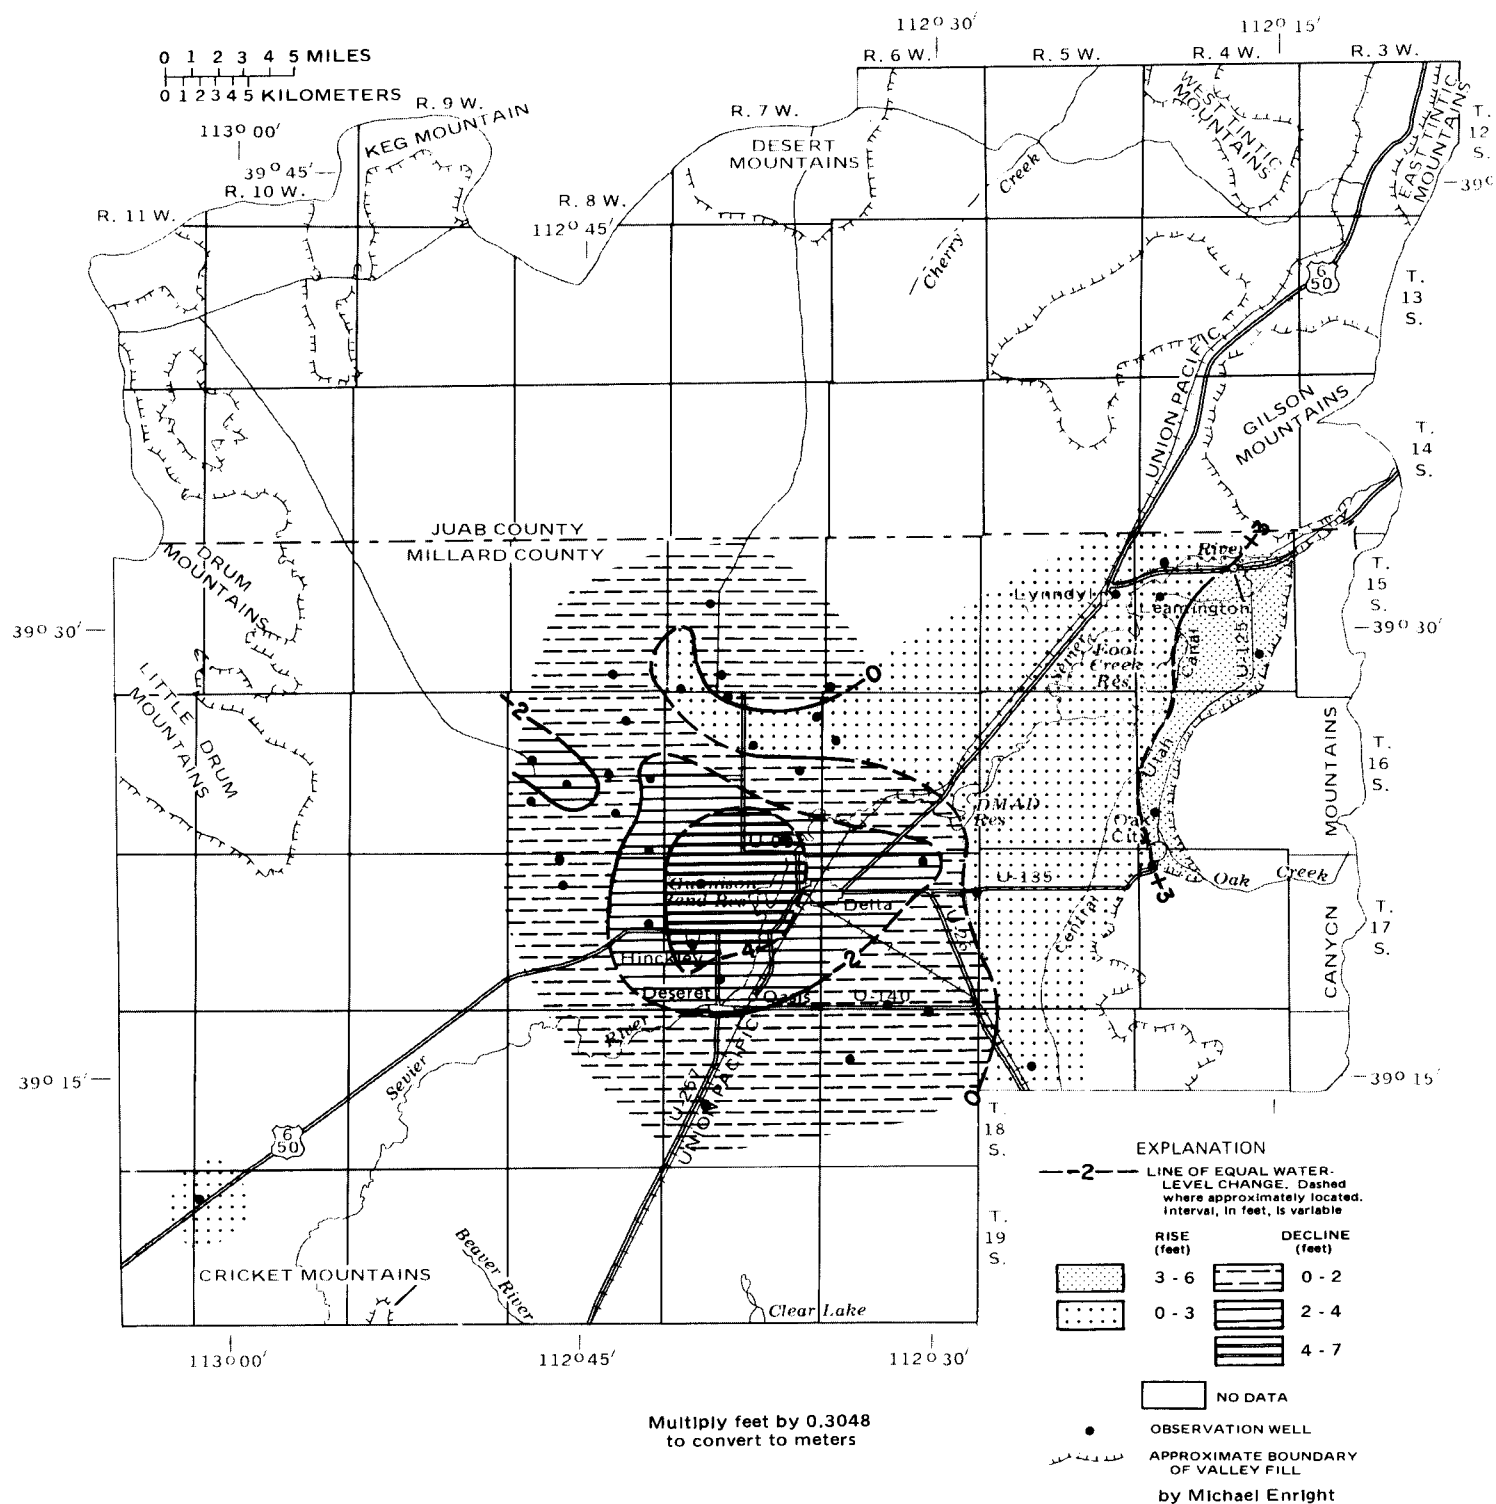 112° 30′
112° 15′
0 1 2 3 4 5 MILES
0 1 2 3 4 5 KILOMETERS
R. 6 W.
R. 5 W.
R. 4 W.
R. 3 W.
R. 9 W.
R. 7 W.
113° 00′
KEG MOUNTAIN
DESERT
MOUNTAINS
WEST TINTIC
MOUNTAINS
EAST TINTIC
MOUNTAINS
T.
12
S.
39° 45′
R. 10 W.
R. 8 W.
R. 11 W.
112° 45′
Cherry Creek
6
50
T.
13
S.
UNION PACIFIC
GILSON
MOUNTAINS
T.
14
S.
JUAB COUNTY
MILLARD COUNTY
DRUM
MOUNTAINS
+3
River
T.
15
S.
Lynndyl
Leamington
39° 30′
39° 30′
Sevier
Fool
Creek
Res.
Canal
U-125
LITTLE DRUM
MOUNTAINS
0
-2
Utah
MOUNTAINS
T.
16
S.
DMAD
Res
Oak
City
Gunnison
Bend Res
U-135
+3
Oak Creek
Delta
U-26
Central
T.
17
S.
CANYON
Hinckley
-4
-2
Deseret
Oasis
U-140
River
Sevier
39° 15′
39° 15′
U-257
UNION PACIFIC
0
T.
18
S.
6
50
T.
19
S.
Beaver River
CRICKET MOUNTAINS
Clear Lake
113° 00′
112° 45′
112° 30′
EXPLANATION
-2 LINE OF EQUAL WATER-
LEVEL CHANGE. Dashed
where approximately located.
Interval, in feet, is variable
RISE
(feet)
DECLINE
(feet)
3 - 6
0 - 2
0 - 3
2 - 4
4 - 7
NO DATA
OBSERVATION WELL
APPROXIMATE BOUNDARY
OF VALLEY FILL
Multiply feet by 0.3048
to convert to meters
by Michael Enright